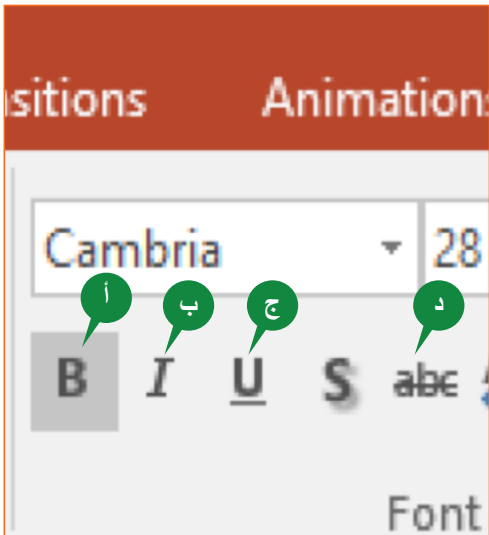 sitions Animations
Cambria 28
أ ب ج د
B I U S abc
Font